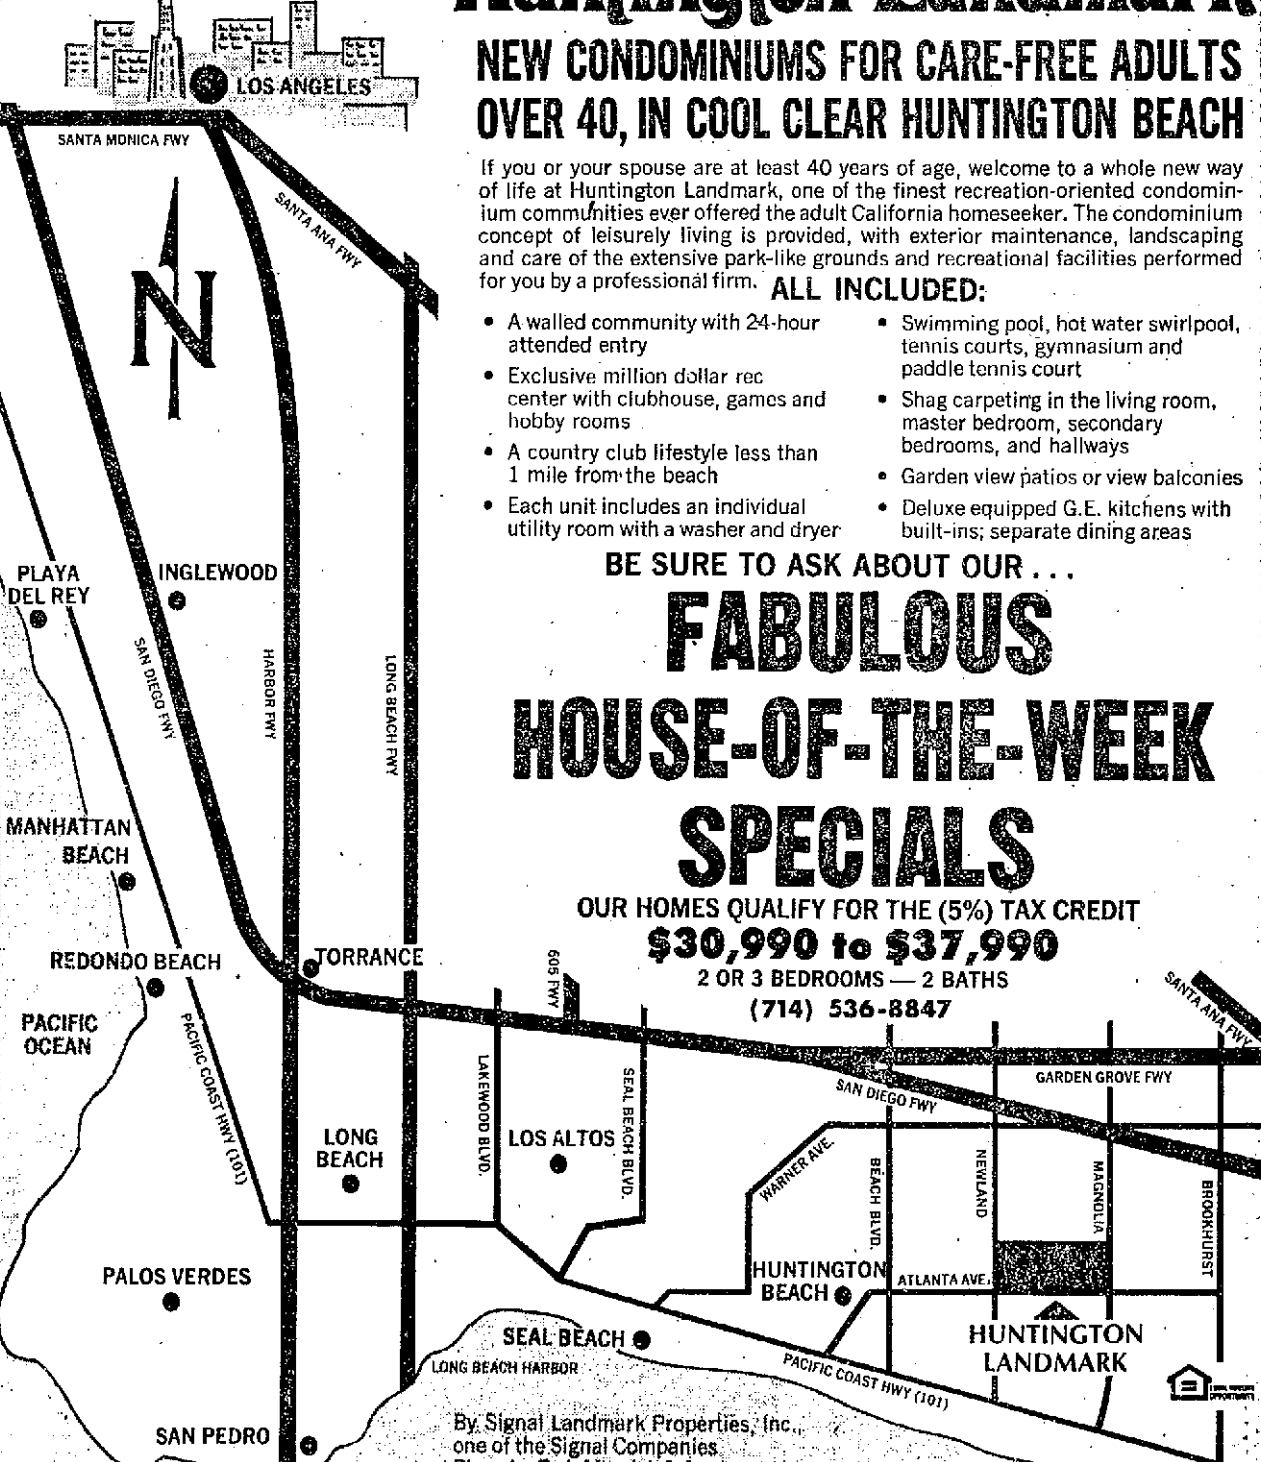 Huntington Landmark
NEW CONDOMINIUMS FOR CARE-FREE ADULTS
OVER 40, IN COOL CLEAR HUNTINGTON BEACH
If you or your spouse are at least 40 years of age, welcome to a whole new way
of life at Huntington Landmark, one of the finest recreation-oriented condomin-
ium communities ever offered the adult California homeseeker. The condominium
concept of leisurely living is provided, with exterior maintenance, landscaping
and care of the extensive park-like grounds and recreational facilities performed
for you by a professional firm.
ALL INCLUDED:
• A walled community with 24-hour
attended entry
• Exclusive million dollar rec
center with clubhouse, games and
hobby rooms
• A country club lifestyle less than
1 mile from the beach
• Each unit includes an individual
utility room with a washer and dryer
• Swimming pool, hot water swirlpool,
tennis courts, gymnasium and
paddle tennis court
• Shag carpeting in the living room,
master bedroom, secondary
bedrooms, and hallways
• Garden view patios or view balconies
• Deluxe equipped G.E. kitchens with
built-ins; separate dining areas
BE SURE TO ASK ABOUT OUR . . .
FABULOUS
HOUSE-OF-THE-WEEK
SPECIALS
OUR HOMES QUALIFY FOR THE (5%) TAX CREDIT
$30,990 to $37,990
2 OR 3 BEDROOMS — 2 BATHS
(714) 536-8847
LOS ANGELES
SANTA MONICA FWY
SANTA ANA FWY
N
PLAYA
DEL REY
INGLEWOOD
SAN DIEGO FWY
HARBOR FWY
LONG BEACH FWY
MANHATTAN
BEACH
REDONDO BEACH
TORRANCE
605 FWY
SANTA ANA FWY
PACIFIC
OCEAN
PACIFIC COAST HWY (101)
LAKEWOOD BLVD.
SEAL BEACH BLVD.
GARDEN GROVE FWY
SAN DIEGO FWY
LONG
BEACH
LOS ALTOS
WARNER AVE.
BEACH BLVD.
NEWLAND
MAGNOLIA
BROOKHURST
PALOS VERDES
HUNTINGTON
BEACH
ATLANTA AVE.
SEAL BEACH
HUNTINGTON
LANDMARK
LONG BEACH HARBOR
PACIFIC COAST HWY (101)
SAN PEDRO
By Signal Landmark Properties, Inc.,
one of the Signal Companies